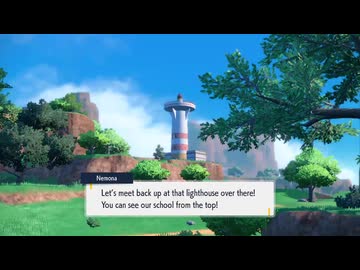 Nemona
Let's meet back up at that lighthouse over there!
You can see our school from the top!